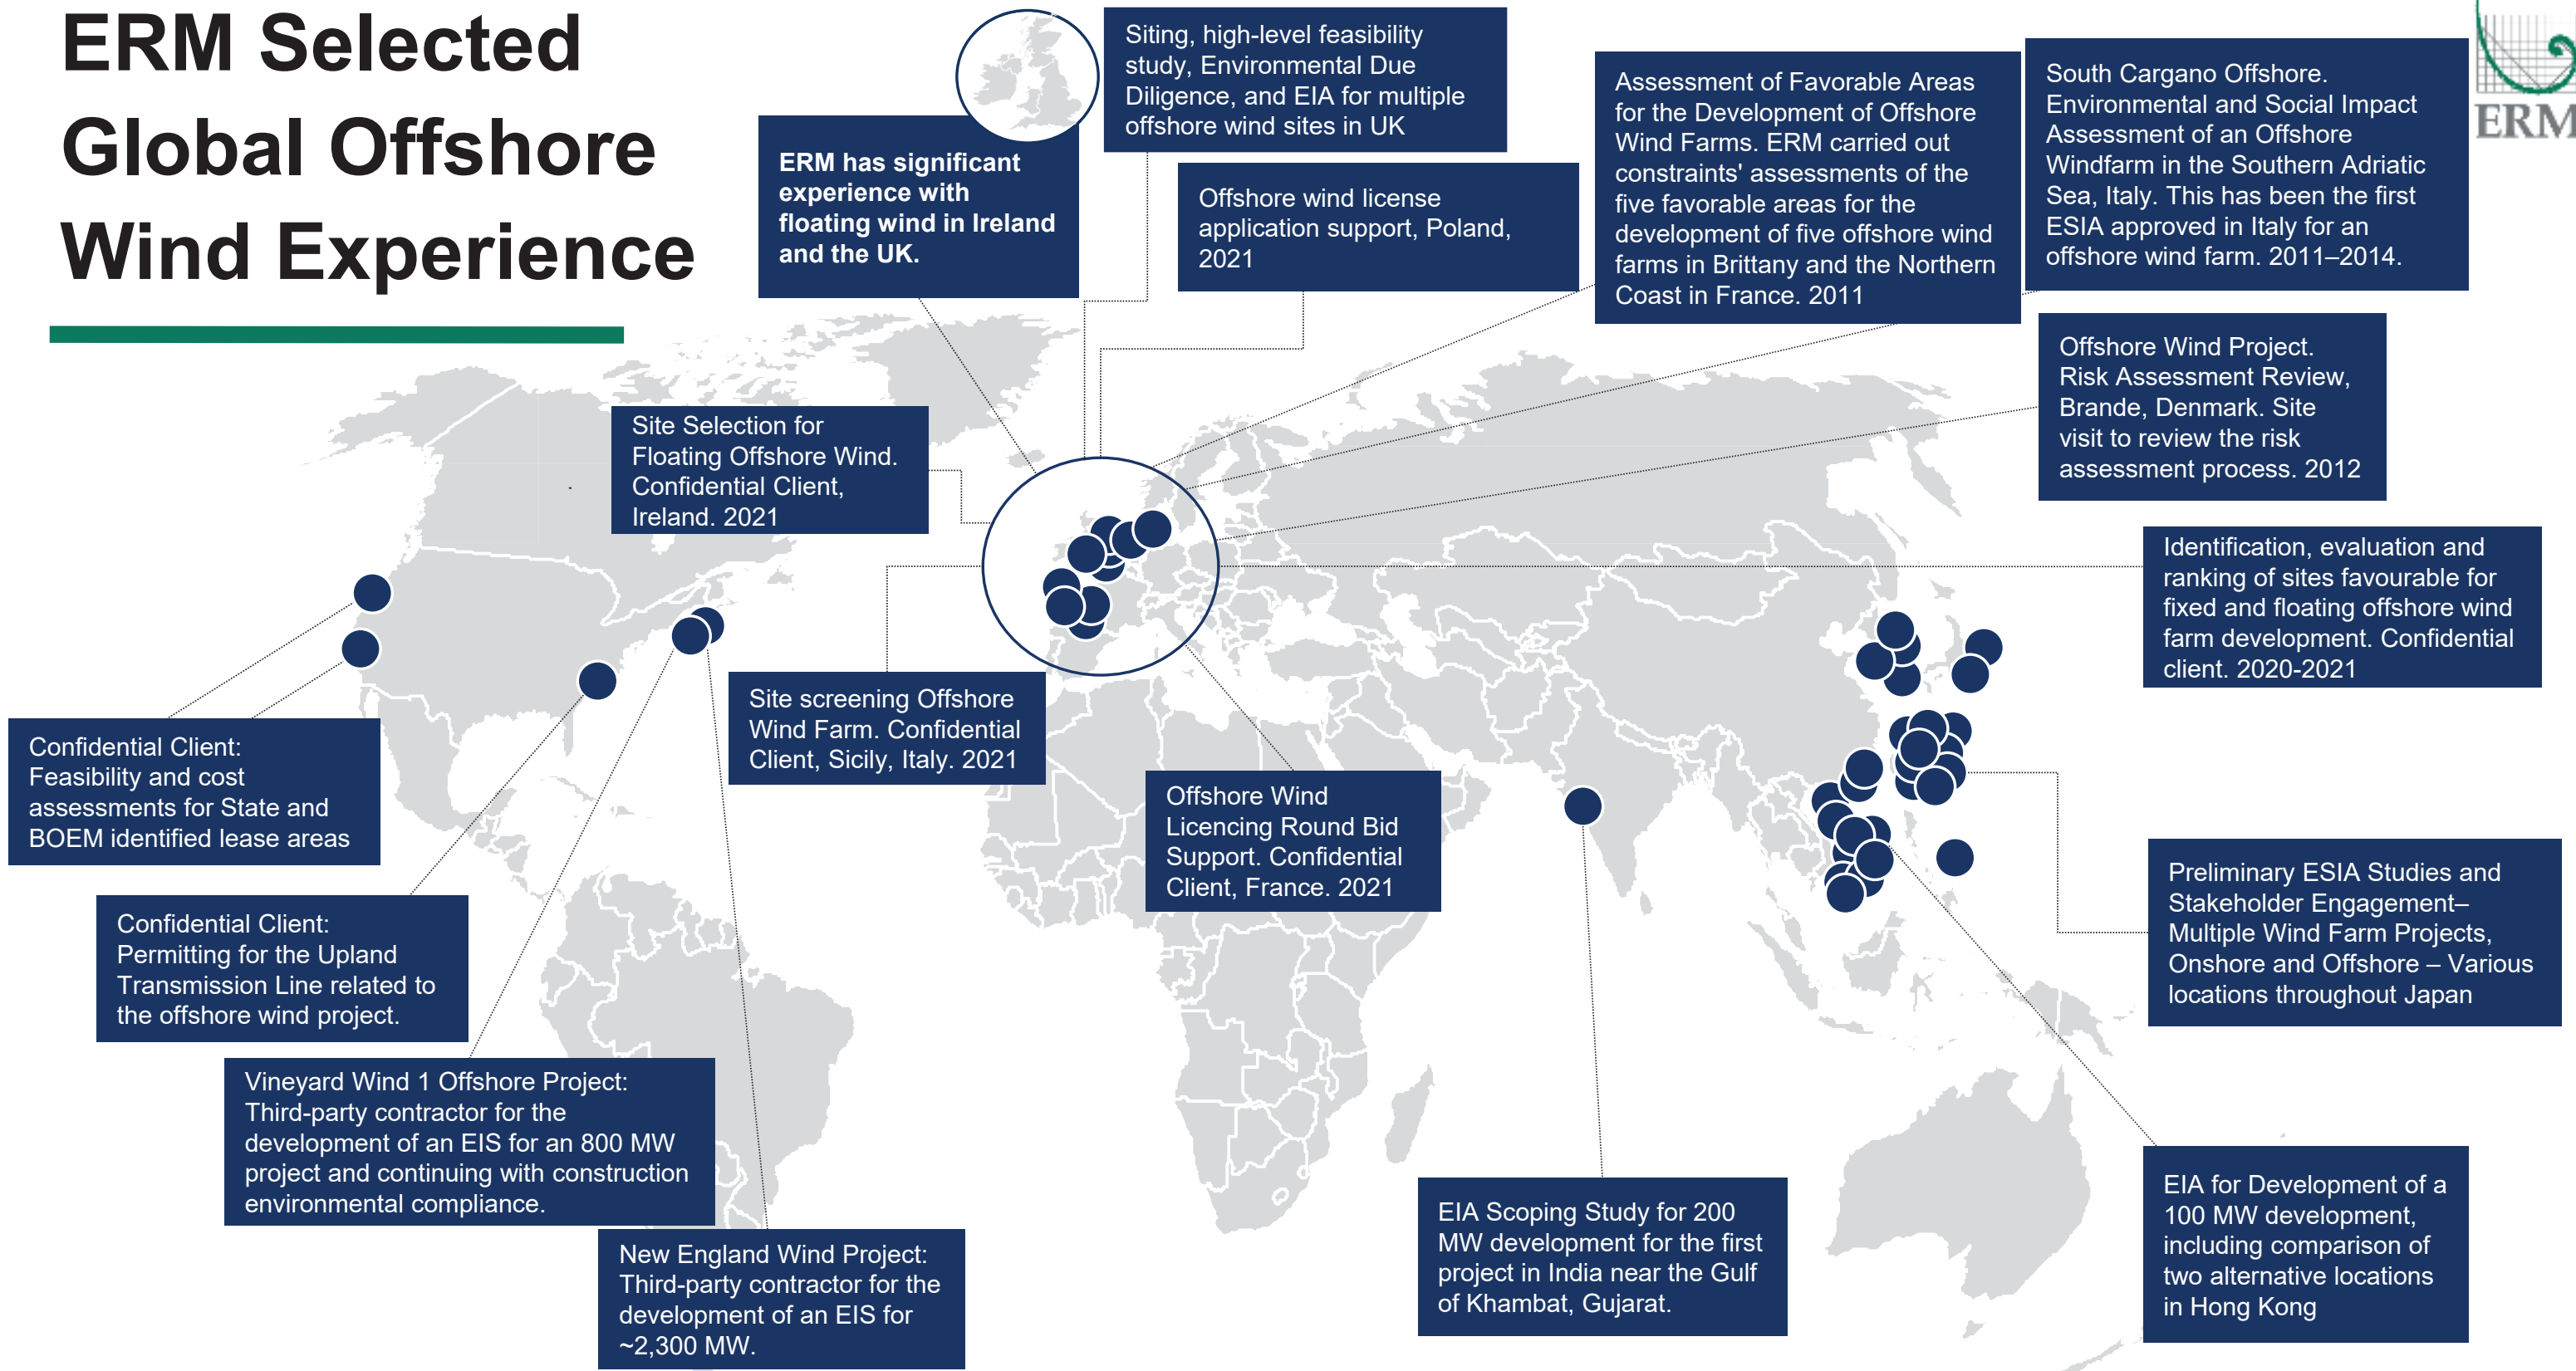 ERM Selected
Global Offshore
Wind Experience
ERM has significant
experience with
floating wind in Ireland
and the UK.
Siting, high-level feasibility
study, Environmental Due
Diligence, and EIA for multiple
offshore wind sites in UK
Offshore wind license
application support, Poland,
2021
Assessment of Favorable Areas
for the Development of Offshore
Wind Farms. ERM carried out
constraints' assessments of the
five favorable areas for the
development of five offshore wind
farms in Brittany and the Northern
Coast in France. 2011
South Cargano Offshore.
Environmental and Social Impact
Assessment of an Offshore
Windfarm in the Southern Adriatic
Sea, Italy. This has been the first
ESIA approved in Italy for an
offshore wind farm. 2011–2014.
ERM
Offshore Wind Project.
Risk Assessment Review,
Brande, Denmark. Site
visit to review the risk
assessment process. 2012
Site Selection for
Floating Offshore Wind.
Confidential Client,
Ireland. 2021
Identification, evaluation and
ranking of sites favourable for
fixed and floating offshore wind
farm development. Confidential
client. 2020-2021
Site screening Offshore
Wind Farm. Confidential
Client, Sicily, Italy. 2021
Confidential Client:
Feasibility and cost
assessments for State and
BOEM identified lease areas
Offshore Wind
Licencing Round Bid
Support. Confidential
Client, France. 2021
Preliminary ESIA Studies and
Stakeholder Engagement–
Multiple Wind Farm Projects,
Onshore and Offshore – Various
locations throughout Japan
Confidential Client:
Permitting for the Upland
Transmission Line related to
the offshore wind project.
Vineyard Wind 1 Offshore Project:
Third-party contractor for the
development of an EIS for an 800 MW
project and continuing with construction
environmental compliance.
New England Wind Project:
Third-party contractor for the
development of an EIS for
~2,300 MW.
EIA Scoping Study for 200
MW development for the first
project in India near the Gulf
of Khambat, Gujarat.
EIA for Development of a
100 MW development,
including comparison of
two alternative locations
in Hong Kong